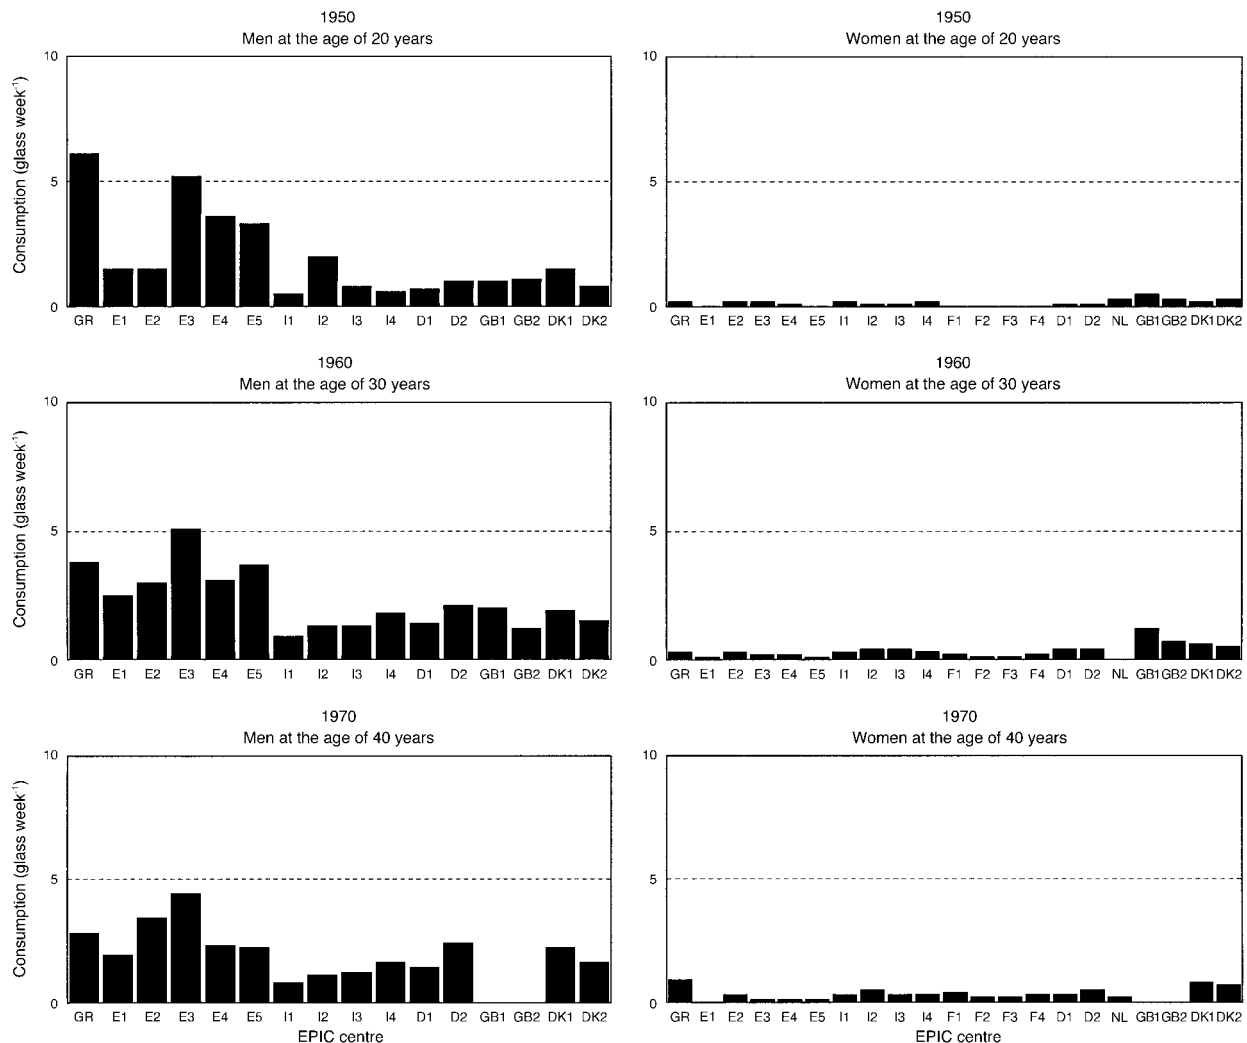 1950
Men at the age of 20 years
Consumption (glass week⁻¹)
10
5
0
GR E1 E2 E3 E4 E5 I1 I2 I3 I4 D1 D2 GB1 GB2 DK1 DK2
1950
Women at the age of 20 years
10
5
0
GR E1 E2 E3 E4 E5 I1 I2 I3 I4 F1 F2 F3 F4 D1 D2 NL GB1 GB2 DK1 DK2
1960
Men at the age of 30 years
Consumption (glass week⁻¹)
10
5
0
GR E1 E2 E3 E4 E5 I1 I2 I3 I4 D1 D2 GB1 GB2 DK1 DK2
1960
Women at the age of 30 years
10
5
0
GR E1 E2 E3 E4 E5 I1 I2 I3 I4 F1 F2 F3 F4 D1 D2 NL GB1 GB2 DK1 DK2
1970
Men at the age of 40 years
Consumption (glass week⁻¹)
10
5
0
GR E1 E2 E3 E4 E5 I1 I2 I3 I4 D1 D2 GB1 GB2 DK1 DK2
EPIC centre
1970
Women at the age of 40 years
10
5
0
GR E1 E2 E3 E4 E5 I1 I2 I3 I4 F1 F2 F3 F4 D1 D2 NL GB1 GB2 DK1 DK2
EPIC centre